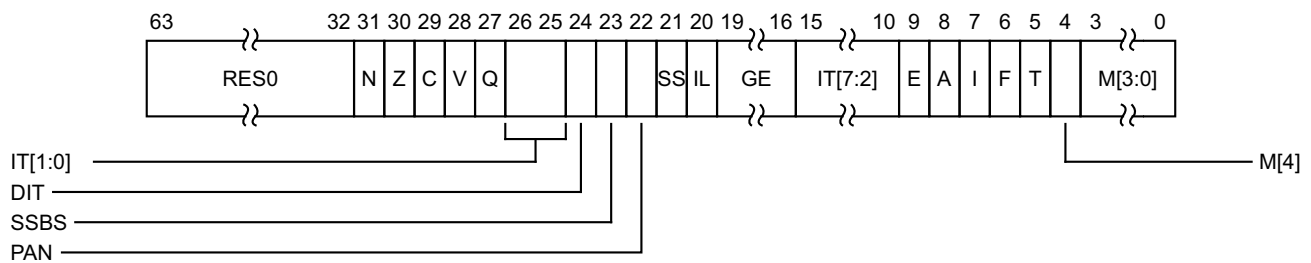 63 32 31 30 29 28 27 26 25 24 23 22 21 20 19 16 15 10 9 8 7 6 5 4 3 0
RES0 N Z C V Q SS IL GE IT[7:2] E A I F T M[3:0]
IT[1:0] M[4]
DIT
SSBS
PAN